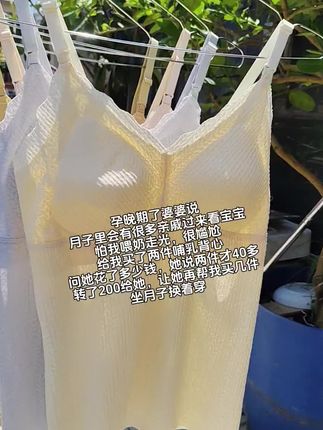 孕晚期了婆婆说
月子里会有很多亲戚过来看宝宝
怕我喂奶走光，很尴尬
给我买了两件哺乳背心
问她花了多少钱，她说两件才40多
转了200给她，让她再帮我买几件
坐月子换着穿